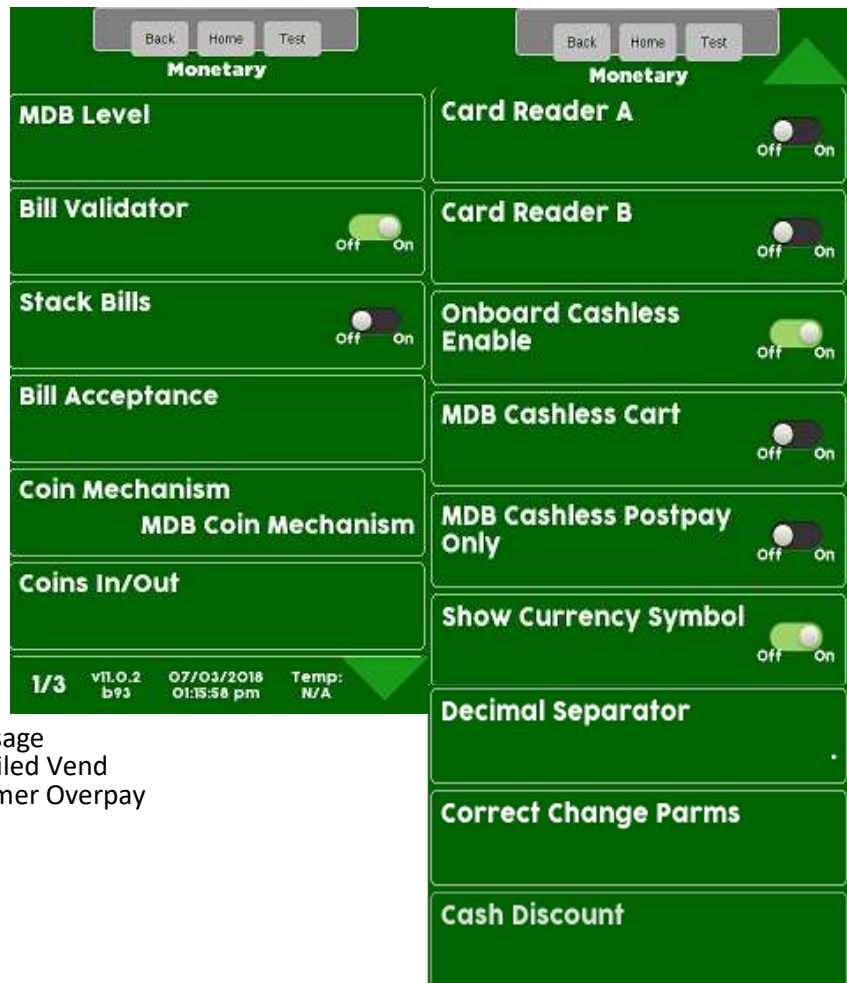 Back Home Test
Monetary
MDB Level
Bill Validator
Off On
Stack Bills
Off On
Bill Acceptance
Coin Mechanism
MDB Coin Mechanism
Coins In/Out
1/3 v11.0.2 07/03/2018 Temp:
b93 01:15:58 pm N/A
Vend
Overpay
Back Home Test
Monetary
Card Reader A
Off On
Card Reader B
Off On
Onboard Cashless
Enable
Off On
MDB Cashless Cart
Off On
MDB Cashless Postpay
Only
Off On
Show Currency Symbol
Off On
Decimal Separator
.
Correct Change Parms
Cash Discount